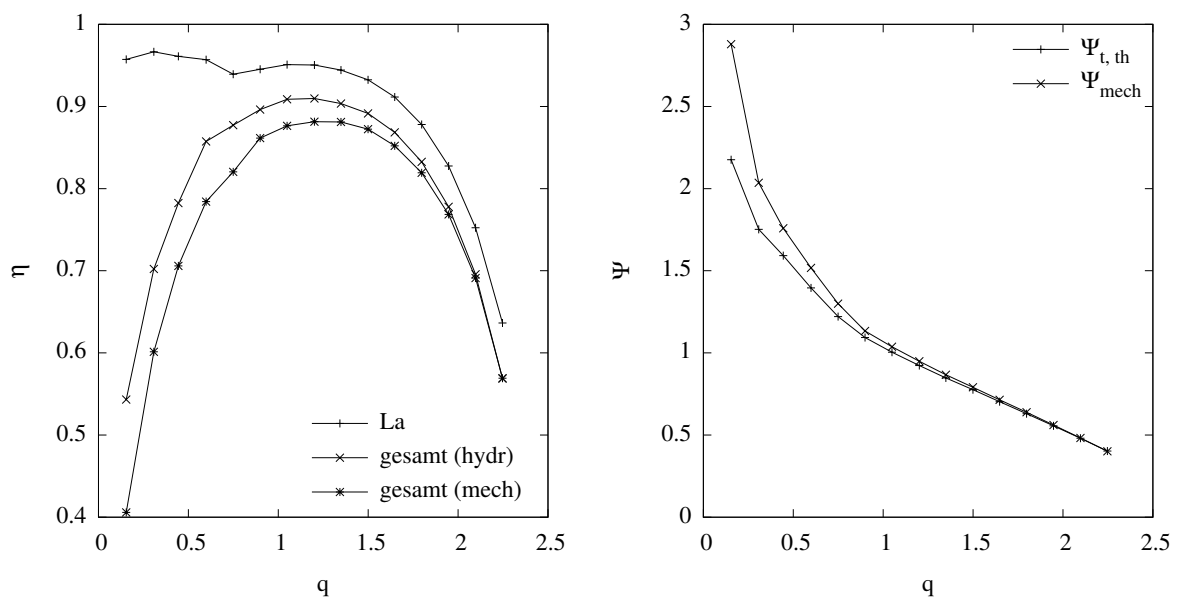 1
0.9
0.8
0.7
0.6
0.5
0.4
η
0 0.5 1 1.5 2 2.5
q
La
gesamt (hydr)
gesamt (mech)
3
2.5
2
1.5
1
0.5
0
Ψ
0 0.5 1 1.5 2 2.5
q
Ψt, th
Ψmech